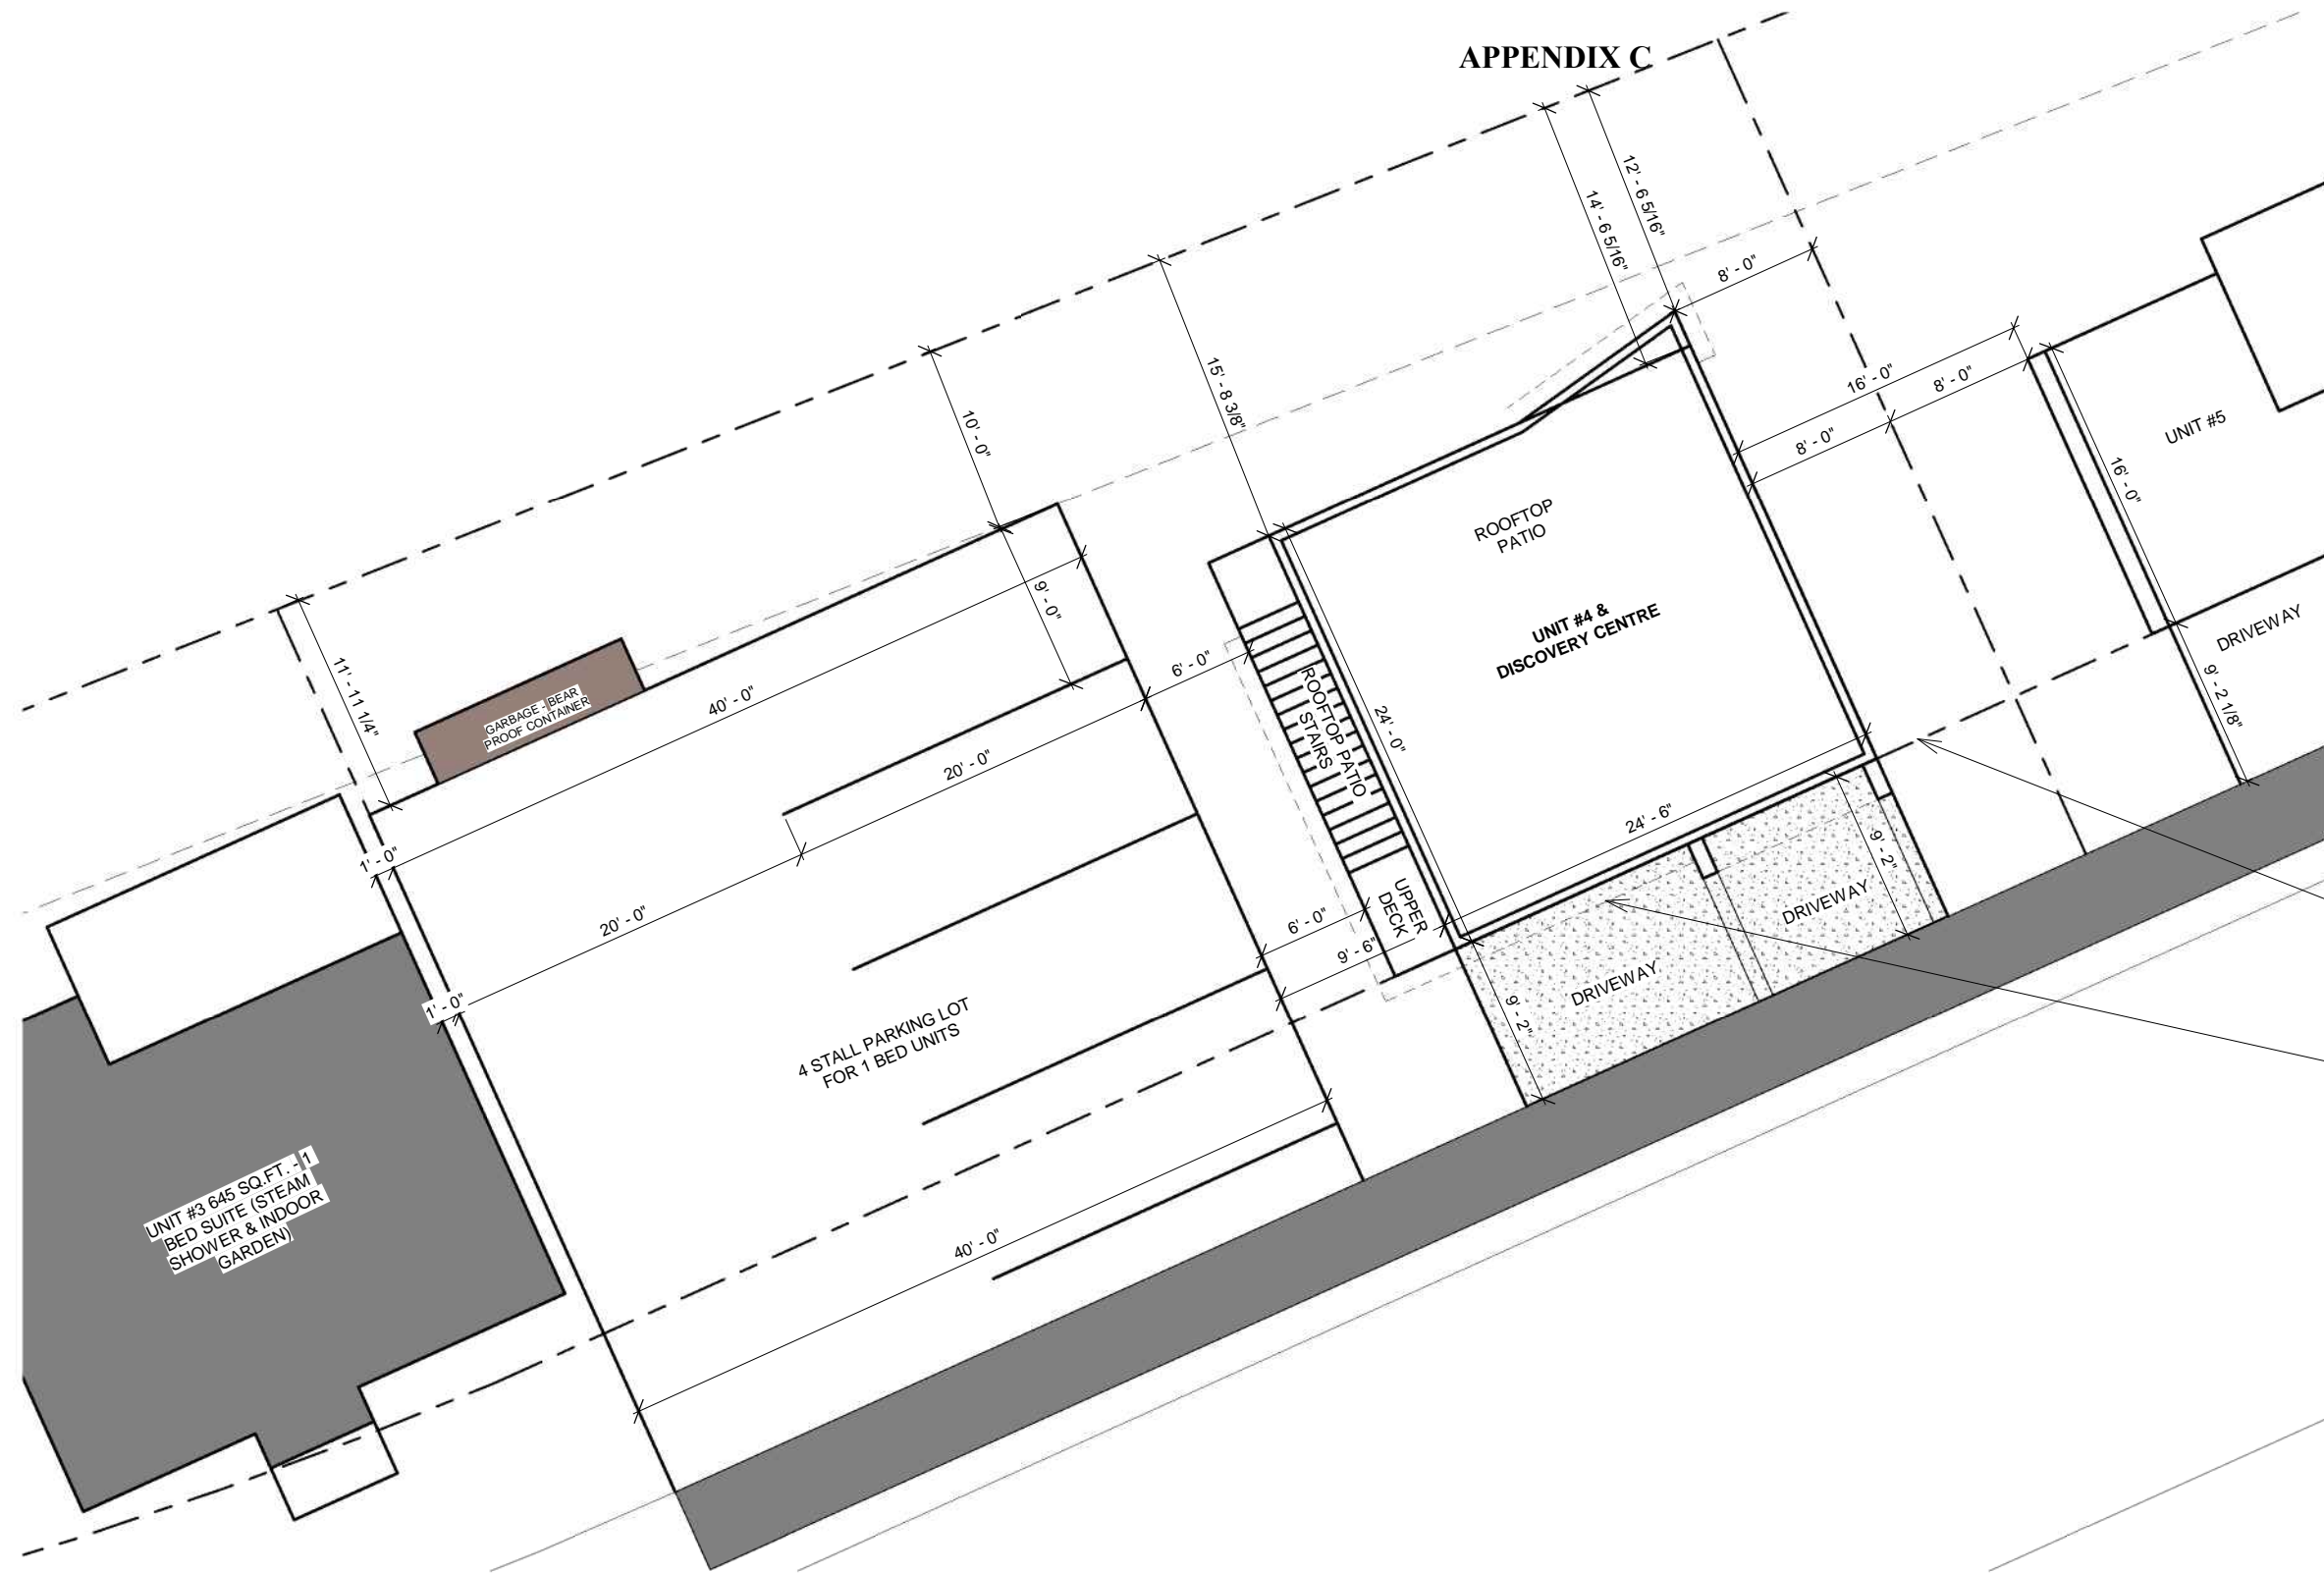 APPENDIX C
12' - 6 5/16"
14' - 6 5/16"
8' - 0"
15' - 8 3/8"
10' - 0"
9' - 0"
16' - 0"
8' - 0"
8' - 0"
UNIT #5
16' - 0"
DRIVEWAY
9' - 2 1/8"
ROOFTOP
PATIO
UNIT #4 &
DISCOVERY CENTRE
11' - 11 1/4"
GARBAGE - BEAR
PROOF CONTAINER
40' - 0"
6' - 0"
ROOFTOP PATIO
STAIRS
24' - 0"
20' - 0"
24' - 6"
9' - 2"
1' - 0"
20' - 0"
UPPER
DECK
6' - 0"
9' - 6"
DRIVEWAY
DRIVEWAY
9' - 2"
1' - 0"
4 STALL PARKING LOT
FOR 1 BED UNITS
40' - 0"
UNIT #3 645 SQ.FT. - 1
BED SUITE (STEAM
SHOWER & INDOOR
GARDEN)